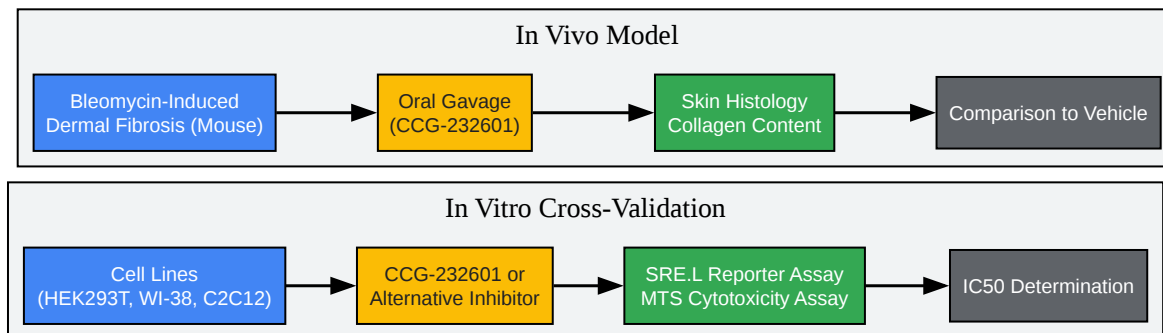 In Vivo Model
Bleomycin-Induced
Dermal Fibrosis (Mouse)
Oral Gavage
(CCG-232601)
Skin Histology
Collagen Content
Comparison to Vehicle
In Vitro Cross-Validation
Cell Lines
(HEK293T, WI-38, C2C12)
CCG-232601 or
Alternative Inhibitor
SRE.L Reporter Assay
MTS Cytotoxicity Assay
IC50 Determination